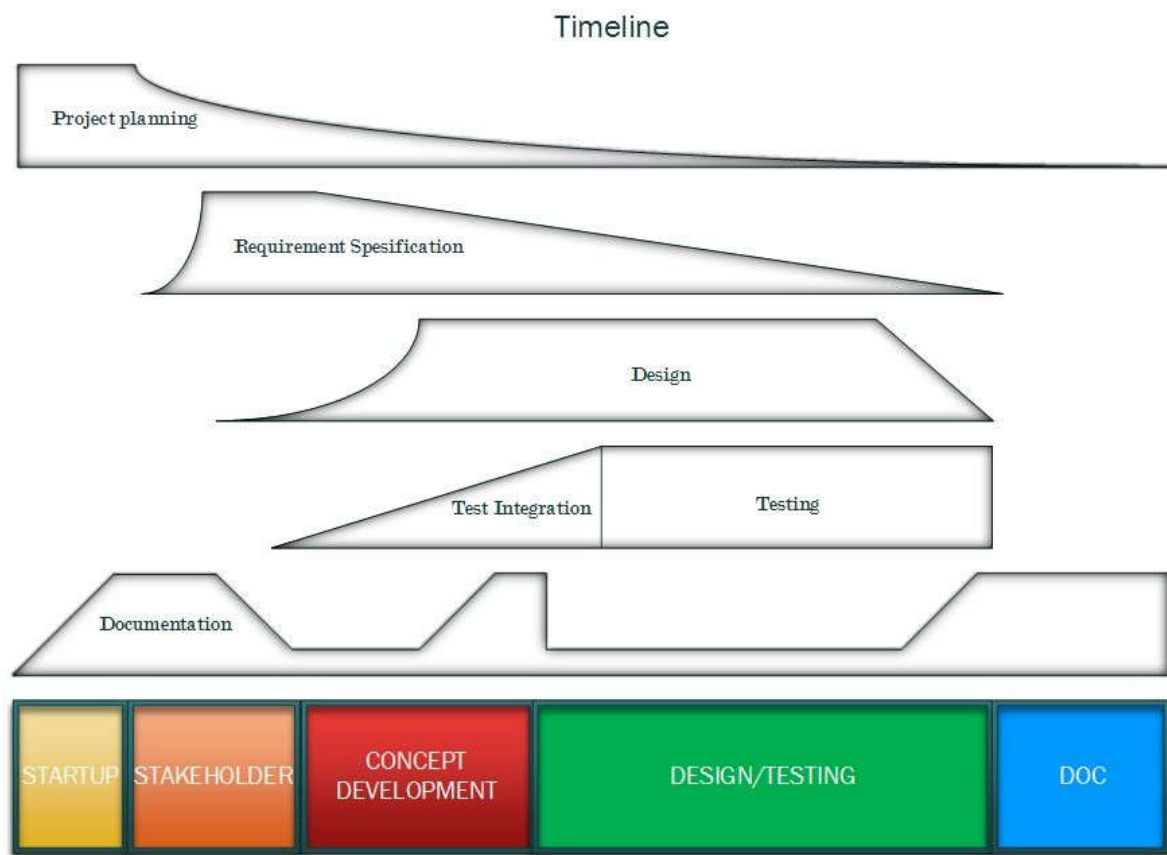 Timeline
Project planning
Requirement Spesification
Design
Test Integration
Testing
Documentation
STARTUP
STAKEHOLDER
CONCEPT
DEVELOPMENT
DESIGN/TESTING
DOC